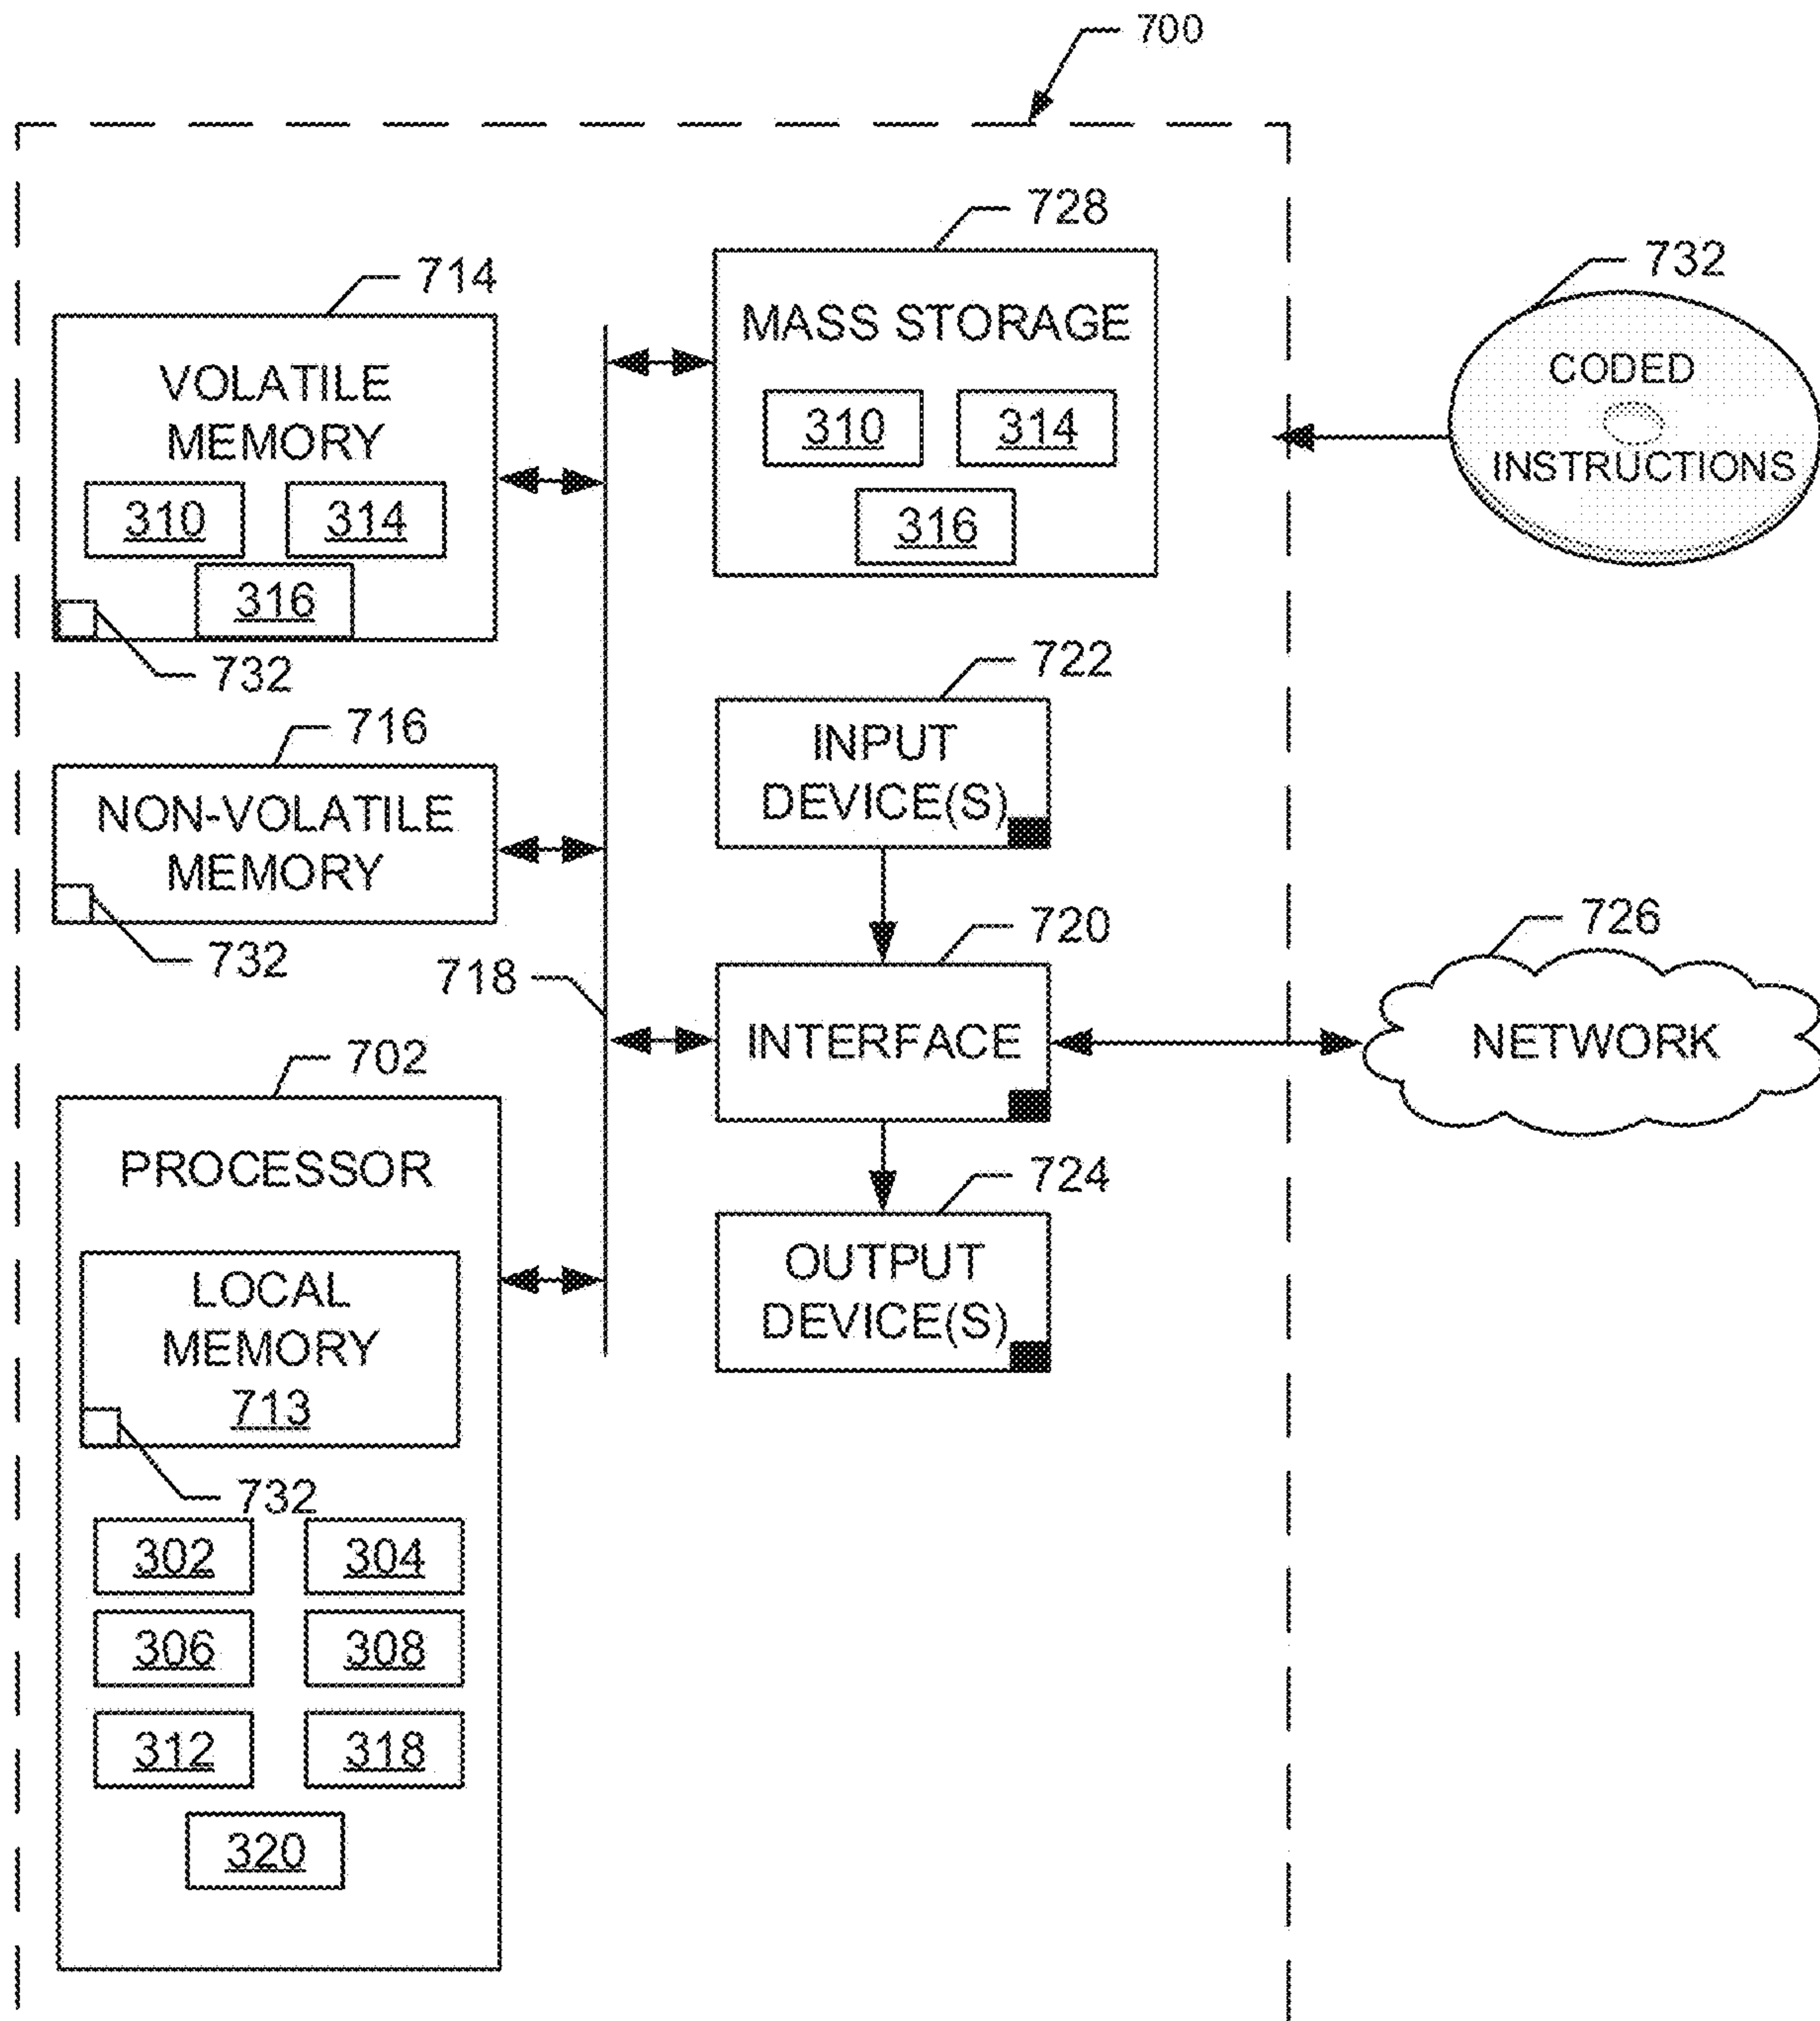 700
728
MASS STORAGE
310
314
316
714
VOLATILE
MEMORY
310
314
316
732
732
CODED
INSTRUCTIONS
722
INPUT
DEVICE(S)
716
NON-VOLATILE
MEMORY
732
718
720
INTERFACE
726
NETWORK
702
PROCESSOR
LOCAL
MEMORY
713
732
302
304
306
308
312
318
320
724
OUTPUT
DEVICE(S)